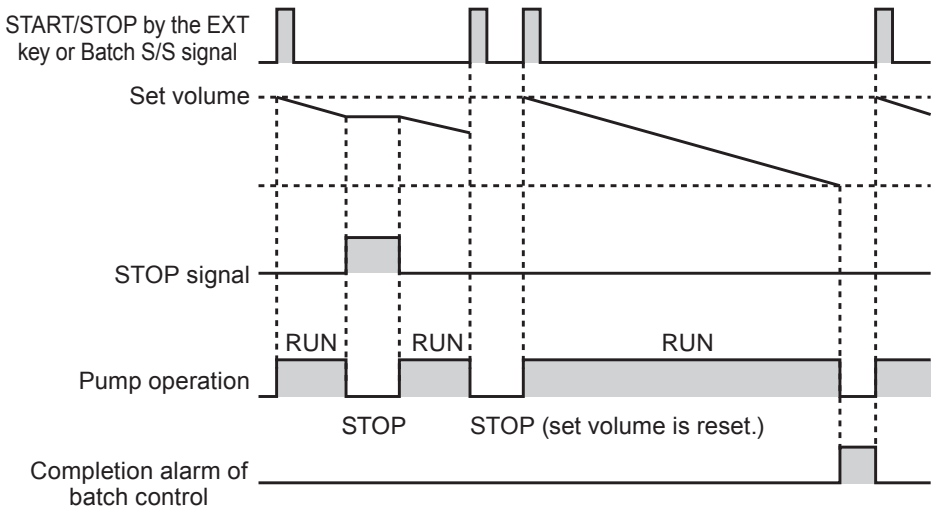 START/STOP by the EXT
key or Batch S/S signal
Set volume
STOP signal
RUN RUN RUN
Pump operation
STOP STOP (set volume is reset.)
Completion alarm of
batch control